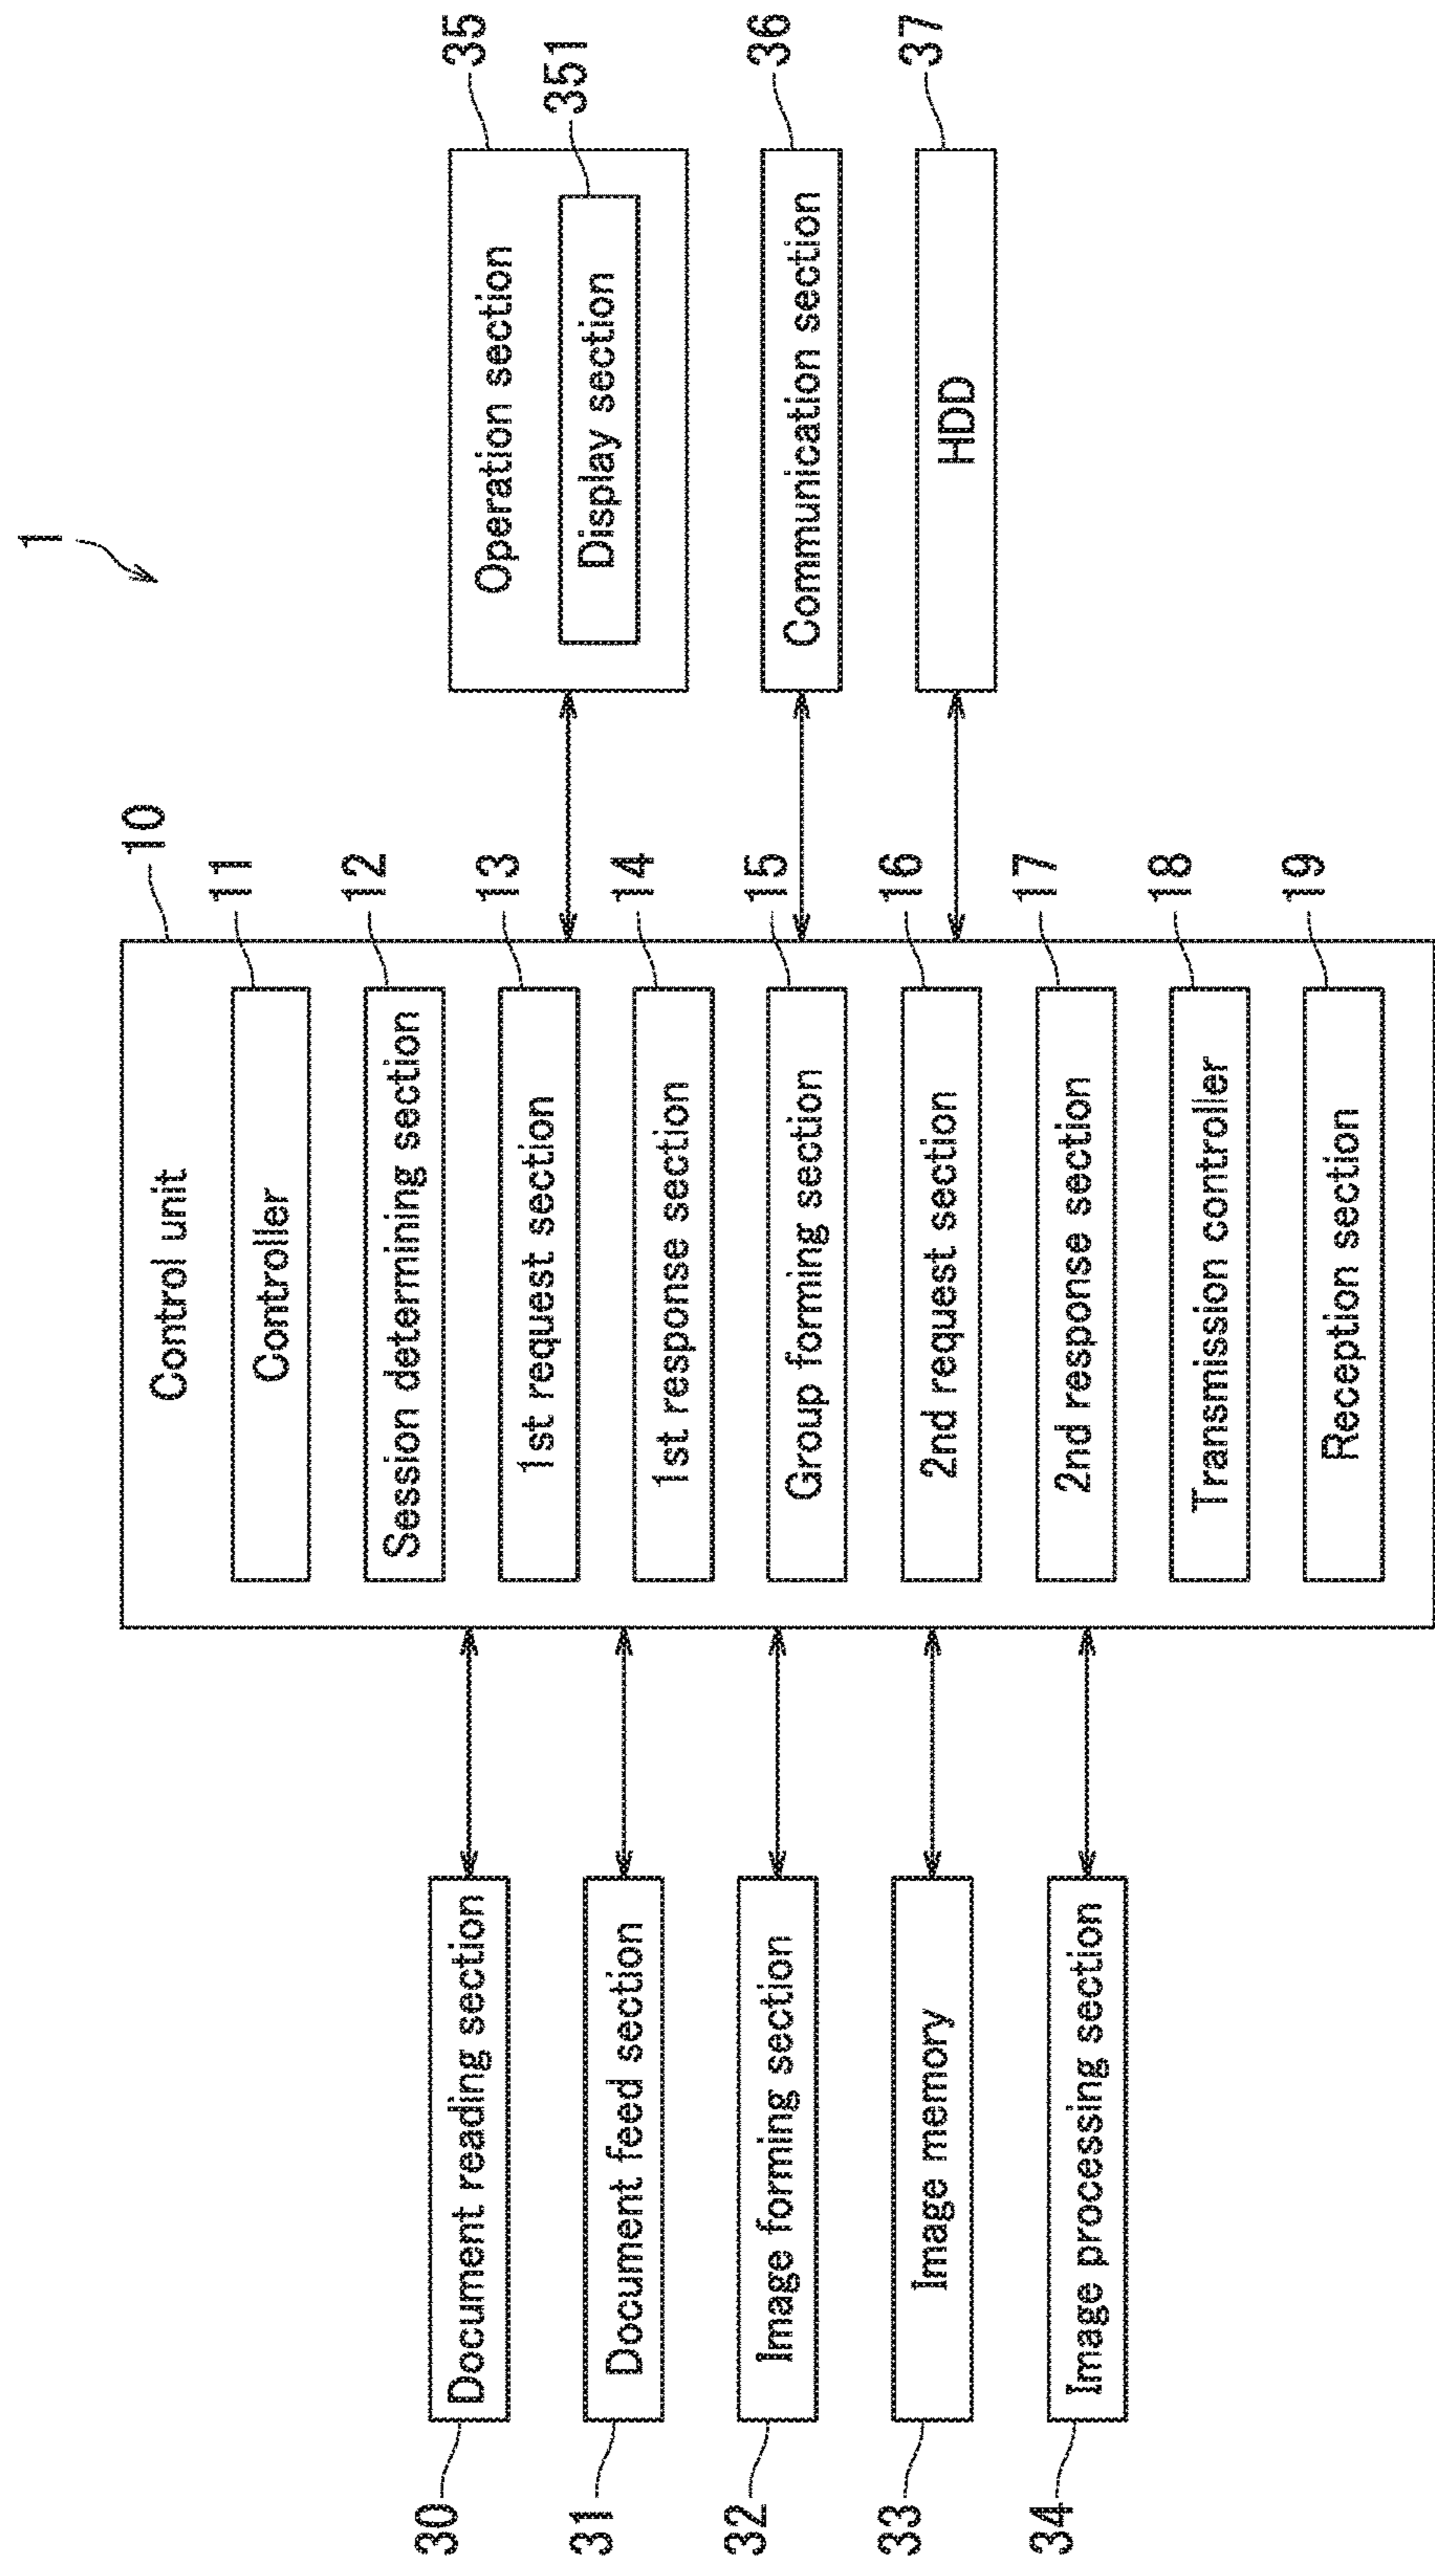 1
30
Document reading section
31
Document feed section
32
Image forming section
33
Image memory
34
Image processing section
10
Control unit
11
Controller
12
Session determining section
13
1st request section
14
1st response section
15
Group forming section
16
2nd request section
17
2nd response section
18
Transmission controller
19
Reception section
35
Operation section
351
Display section
36
Communication section
37
HDD